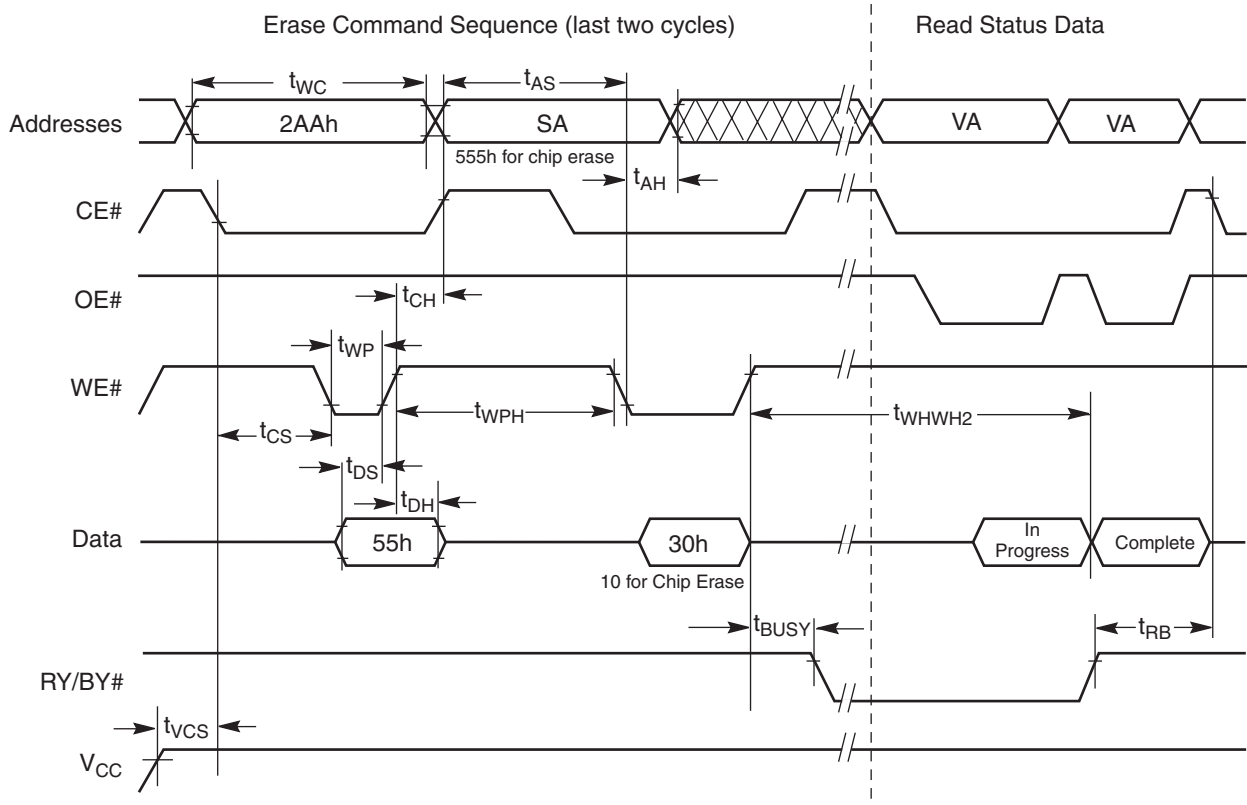 Erase Command Sequence (last two cycles)
Read Status Data
tWC
tAS
Addresses
2AAh
SA
VA
VA
555h for chip erase
tAH
CE#
OE#
tCH
tWP
WE#
tWPH
tWHWH2
tCS
tDS
tDH
Data
55h
30h
In
Progress
Complete
10 for Chip Erase
tBUSY
tRB
RY/BY#
tVCS
VCC